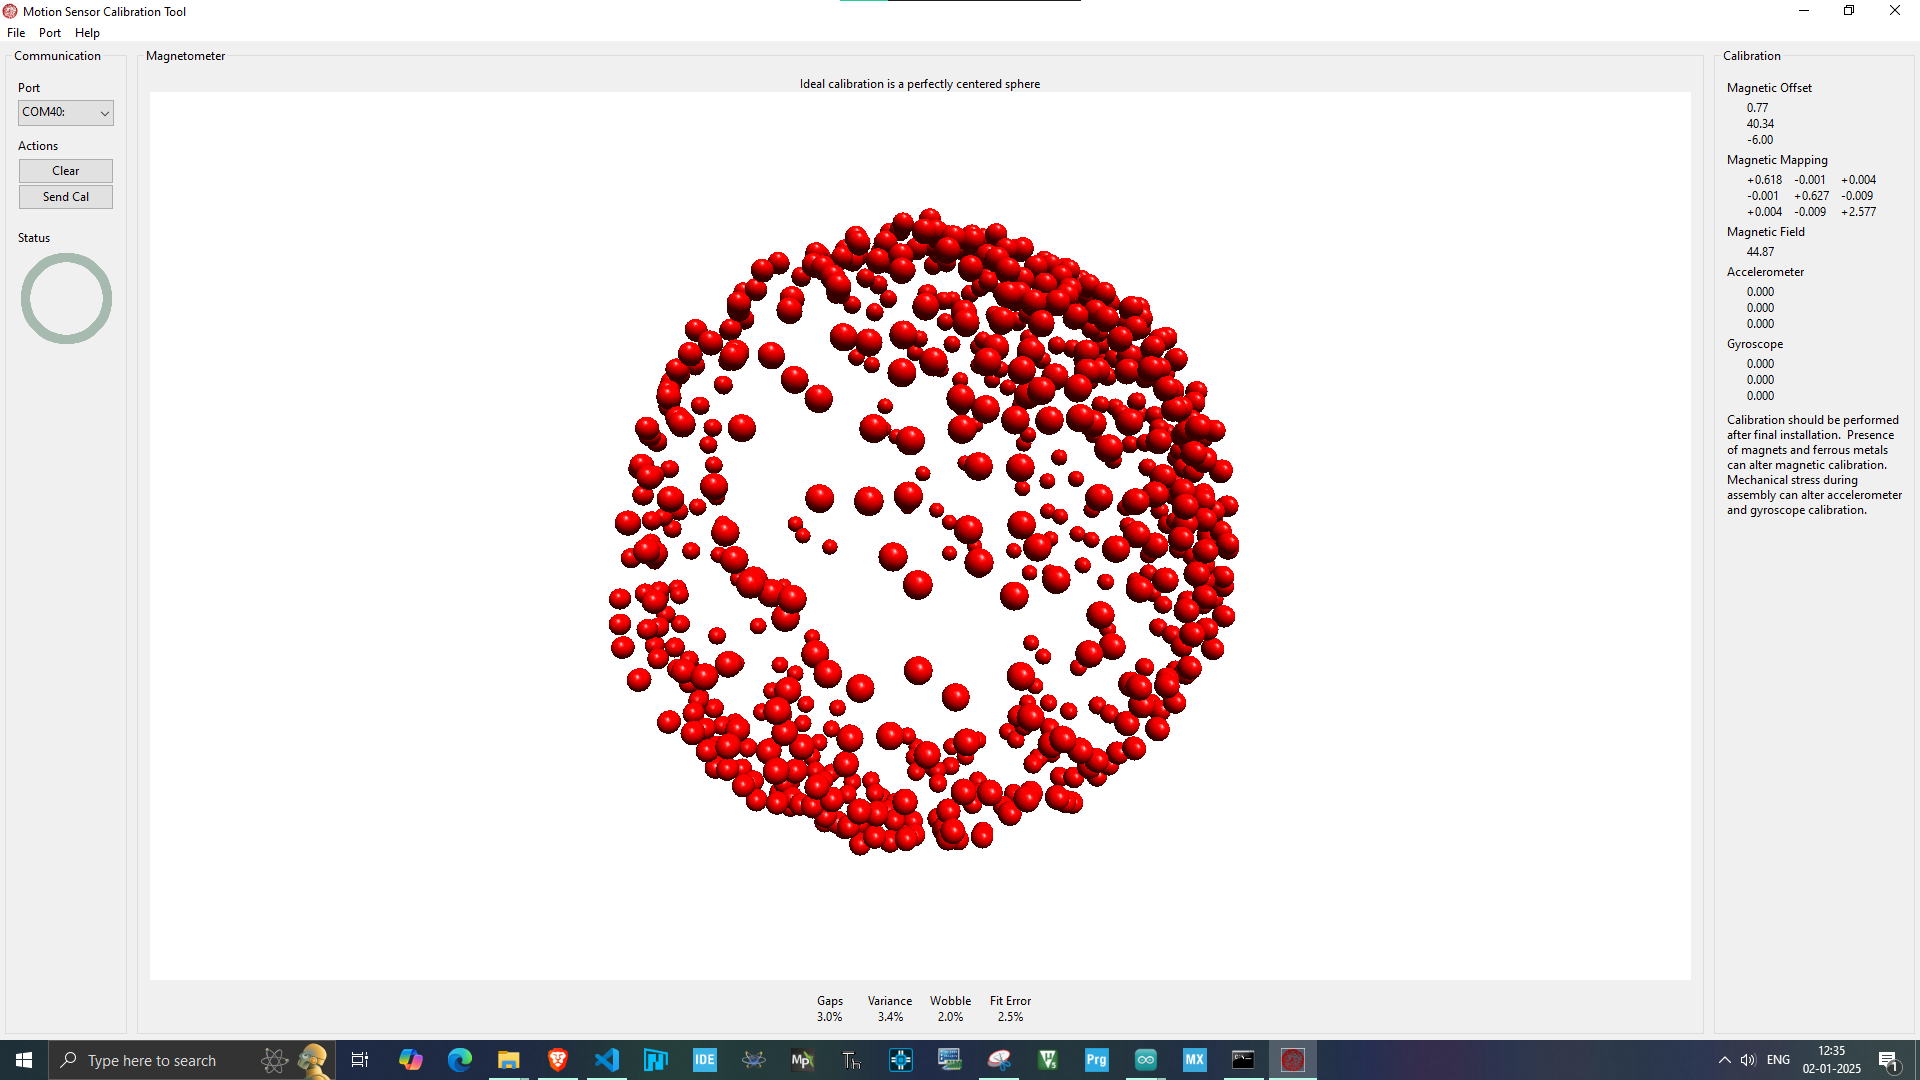 Motion Sensor Calibration Tool
File Port Help
Communication
Port
COM40:
Actions
Clear
Send Cal
Status
Magnetometer
Ideal calibration is a perfectly centered sphere
Gaps Variance Wobble Fit Error
3.0% 3.4% 2.0% 2.5%
Calibration
Magnetic Offset
0.77
40.34
-6.00
Magnetic Mapping
+0.618 -0.001 +0.004
-0.001 +0.627 -0.009
+0.004 -0.009 +2.577
Magnetic Field
44.87
Accelerometer
0.000
0.000
0.000
Gyroscope
0.000
0.000
0.000
Calibration should be performed
after final installation. Presence
of magnets and ferrous metals
can alter magnetic calibration.
Mechanical stress during
assembly can alter accelerometer
and gyroscope calibration.
Type here to search
IDE
Mp
Th
Prg
MX
ENG
12:35
02-01-2025
1